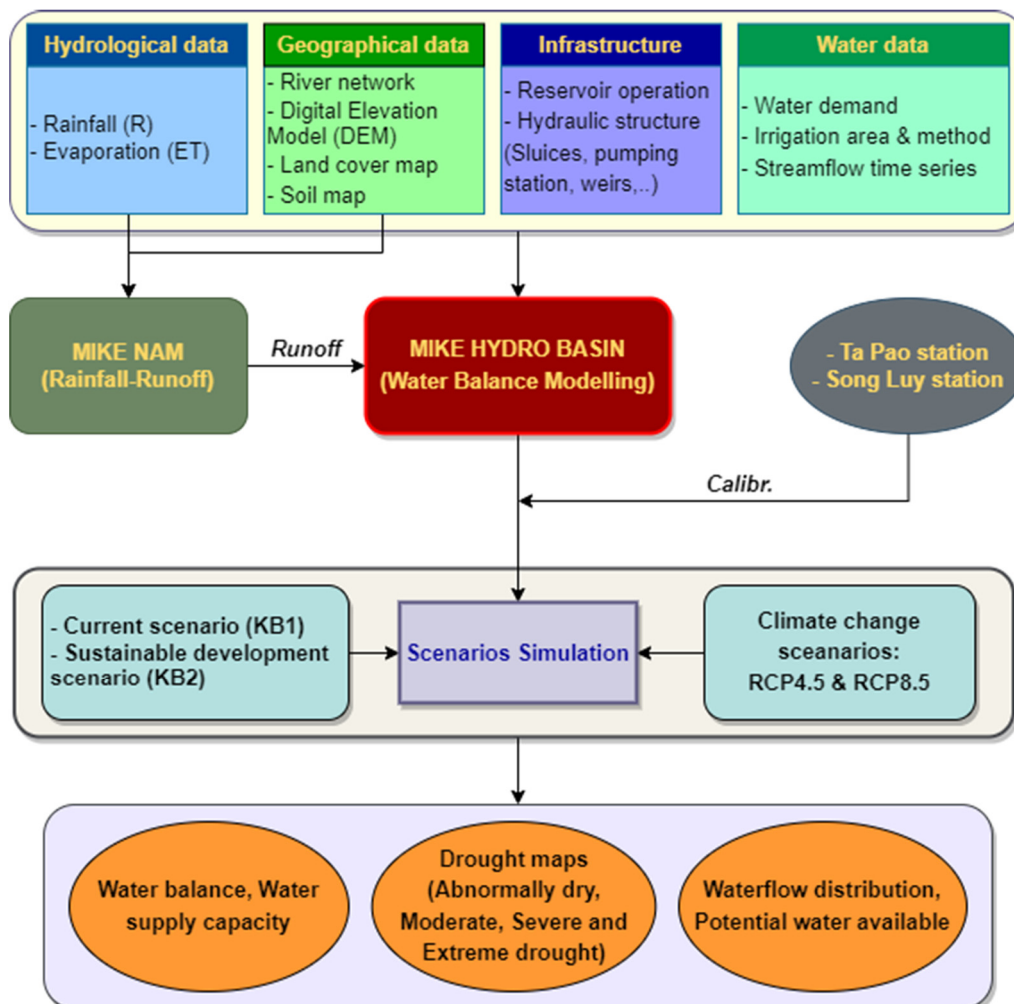 Hydrological data
- Rainfall (R)
- Evaporation (ET)
Geographical data
- River network
- Digital Elevation
Model (DEM)
- Land cover map
- Soil map
Infrastructure
- Reservoir operation
- Hydraulic structure
(Sluices, pumping
station, weirs,..)
Water data
- Water demand
- Irrigation area & method
- Streamflow time series
MIKE NAM
(Rainfall-Runoff)
Runoff
MIKE HYDRO BASIN
(Water Balance Modelling)
- Ta Pao station
- Song Luy station
Calibr.
- Current scenario (KB1)
- Sustainable development
scenario (KB2)
Scenarios Simulation
Climate change
sceanarios:
RCP4.5 & RCP8.5
Water balance, Water
supply capacity
Drought maps
(Abnormally dry,
Moderate, Severe and
Extreme drought)
Waterflow distribution,
Potential water available